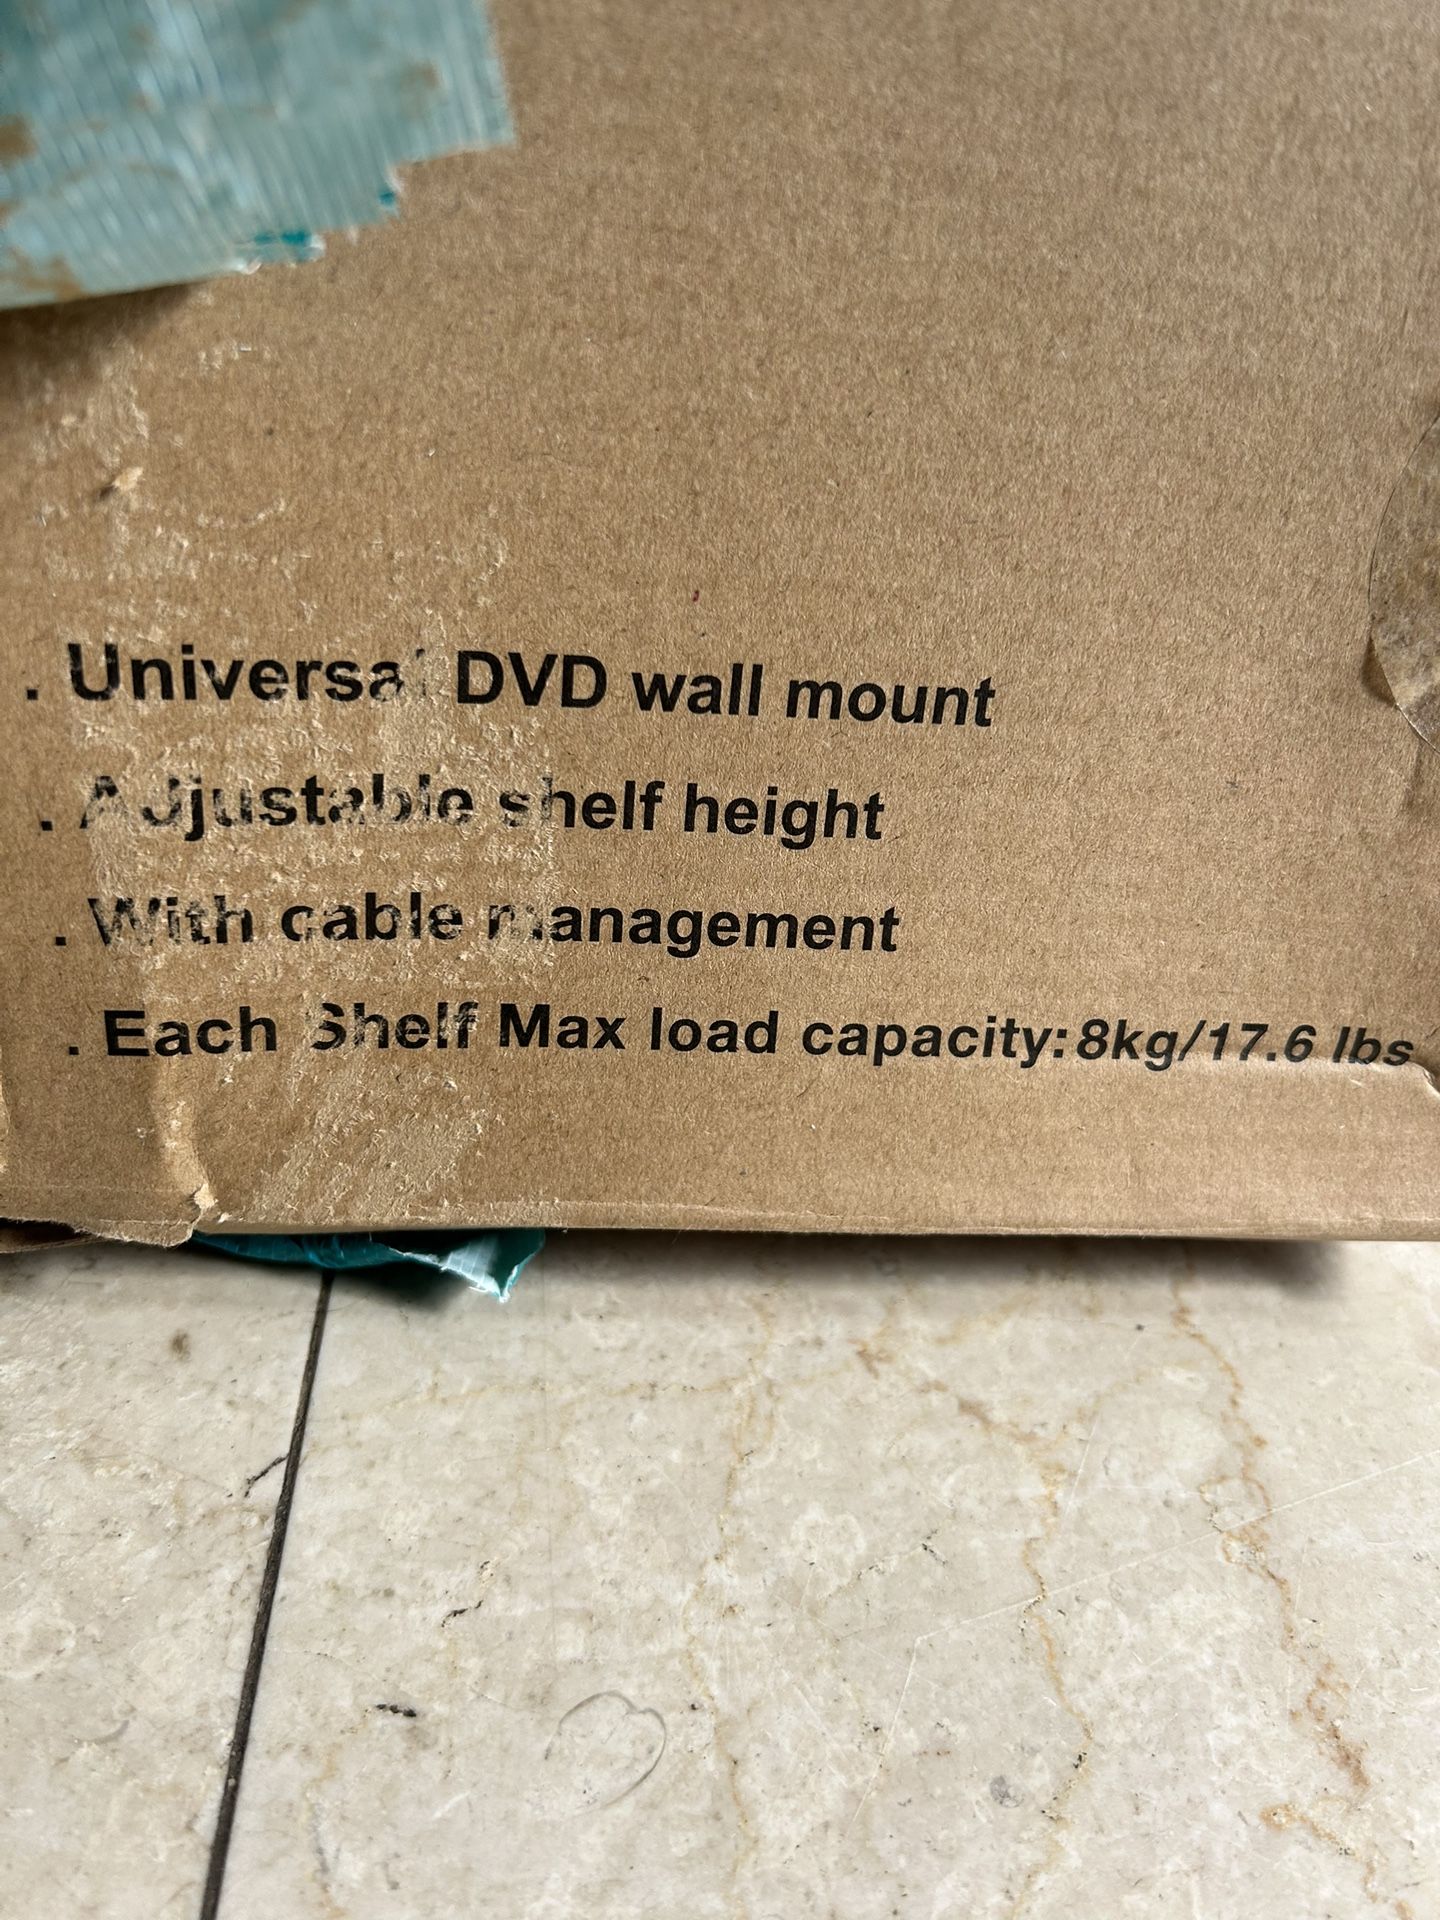 . Universal DVD wall mount
. Adjustable shelf height
. With cable management
. Each Shelf Max load capacity:8kg/17.6 lbs